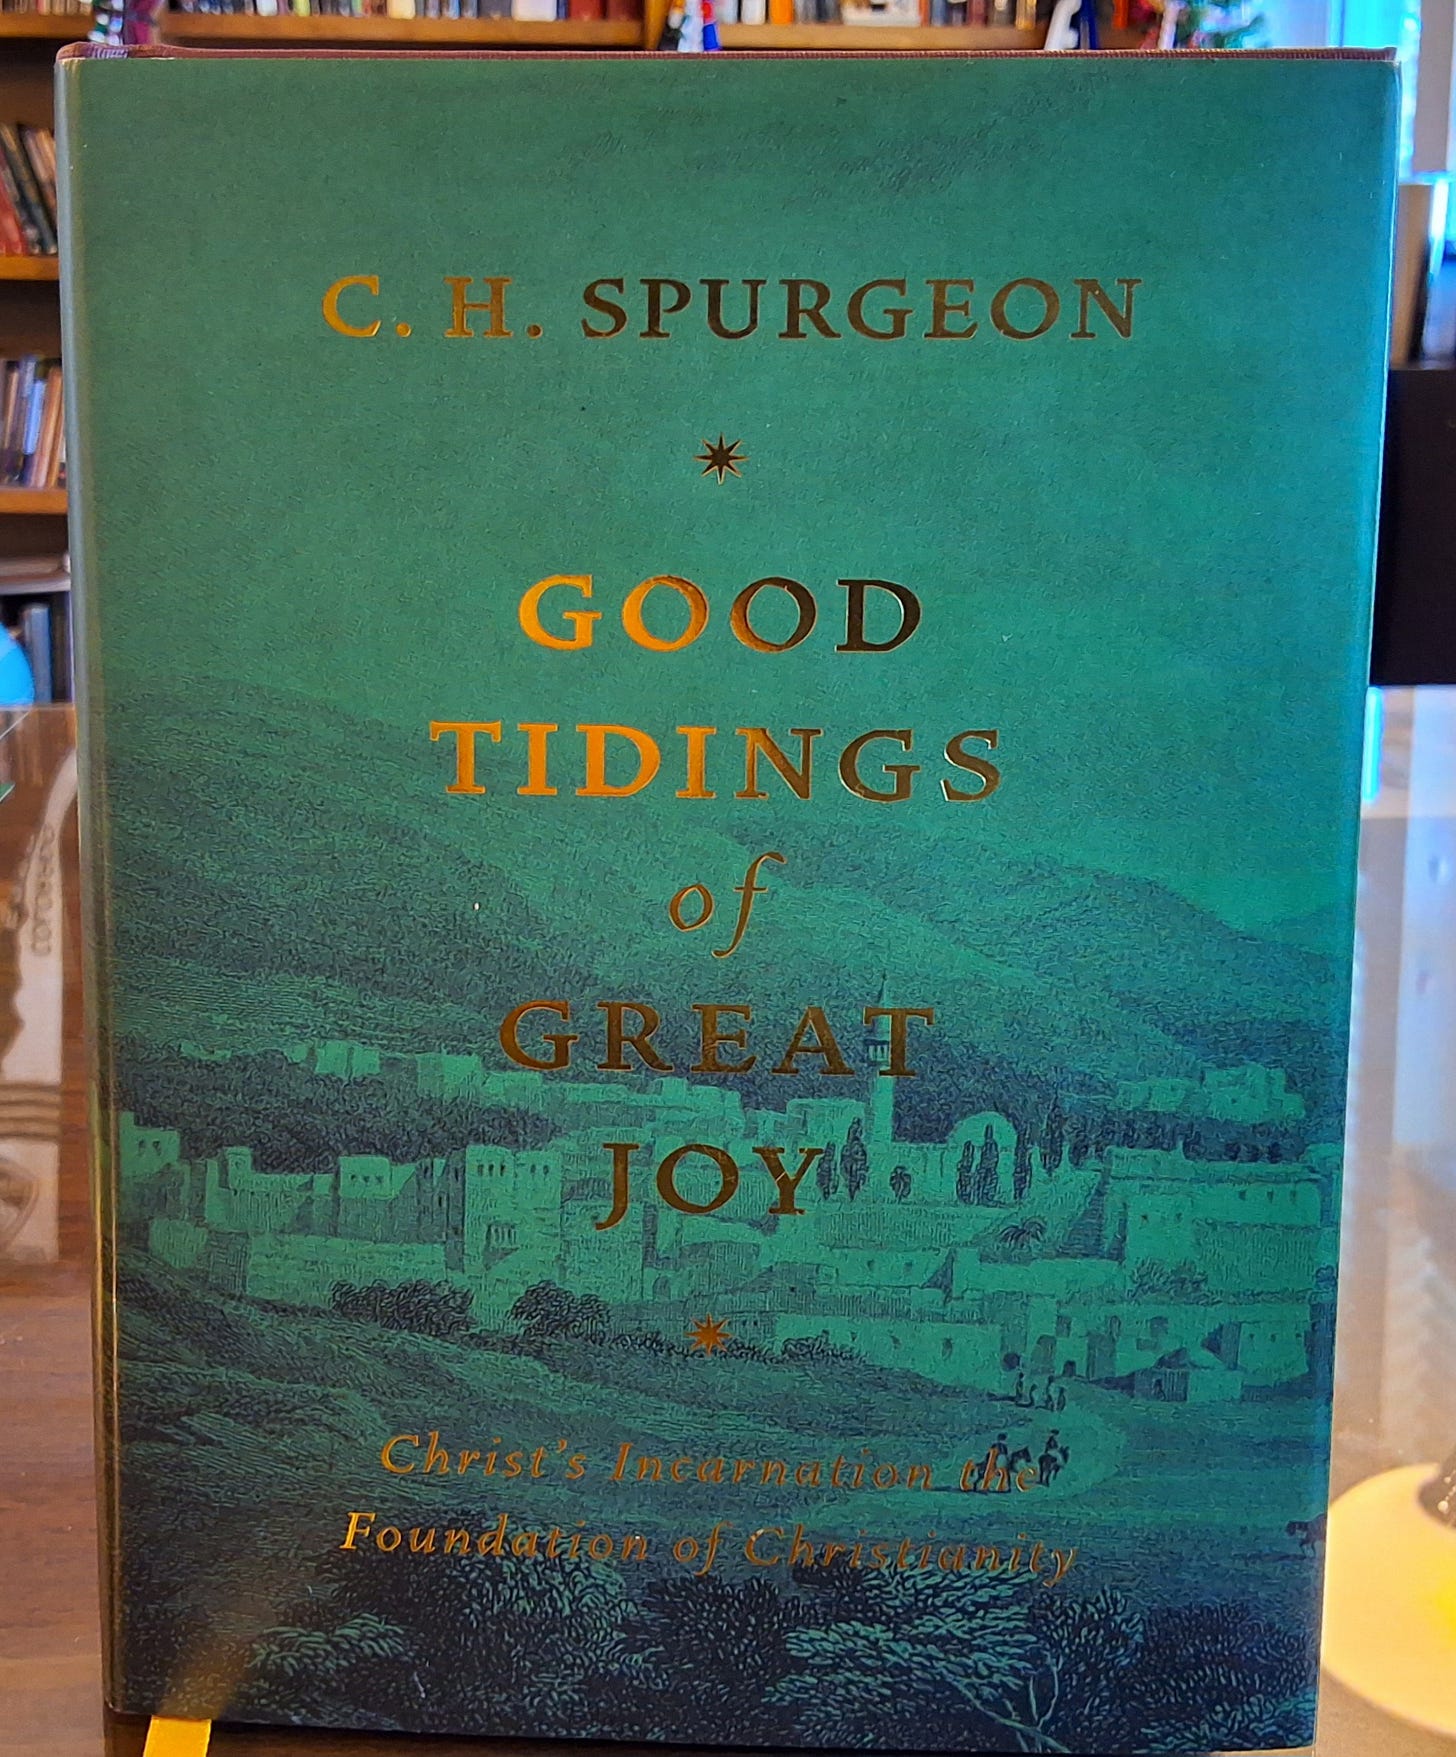 C. H. SPURGEON
GOOD
TIDINGS
of
GREAT
JOY
Christ's Incarnation the
Foundation of Christianity